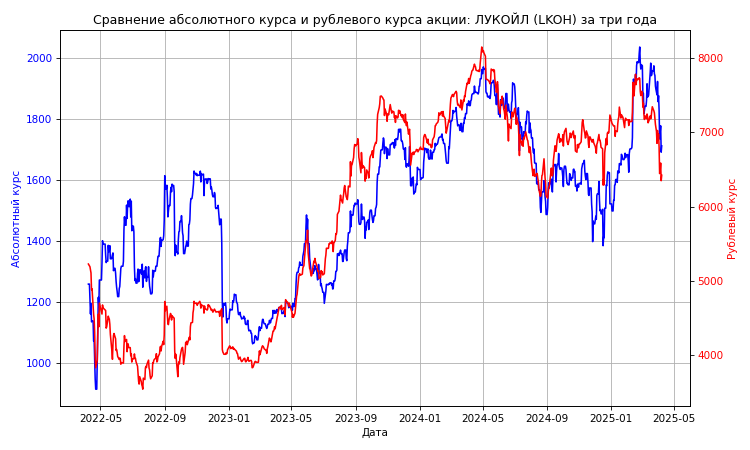 Сравнение абсолютного курса и рублевого курса акции: ЛУКОЙЛ (LKOH) за три года
2000
1800
1600
1400
1200
1000
Абсолютный курс
8000
7000
6000
5000
4000
Рублевый курс
2022-05 2022-09 2023-01 2023-05 2023-09 2024-01 2024-05 2024-09 2025-01 2025-05
Дата